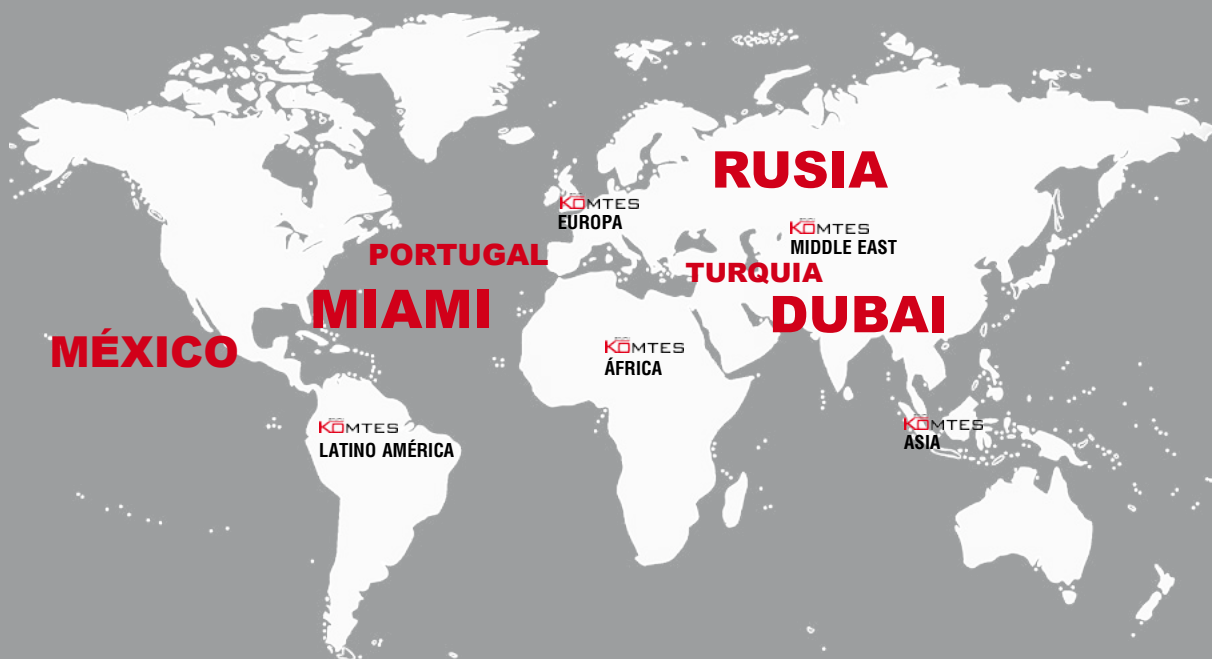 RUSIA
KOMTES
EUROPA
KOMTES
MIDDLE EAST
PORTUGAL
TURQUIA
MIAMI
DUBAI
MÉXICO
KOMTES
ÁFRICA
KOMTES
LATINO AMÉRICA
KOMTES
ASIA